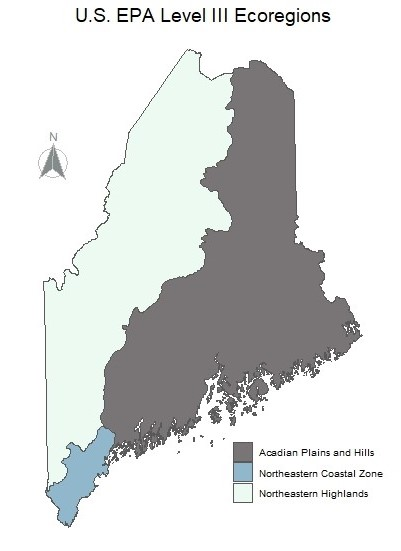 U.S. EPA Level III Ecoregions
N
Acadian Plains and Hills
Northeastern Coastal Zone
Northeastern Highlands